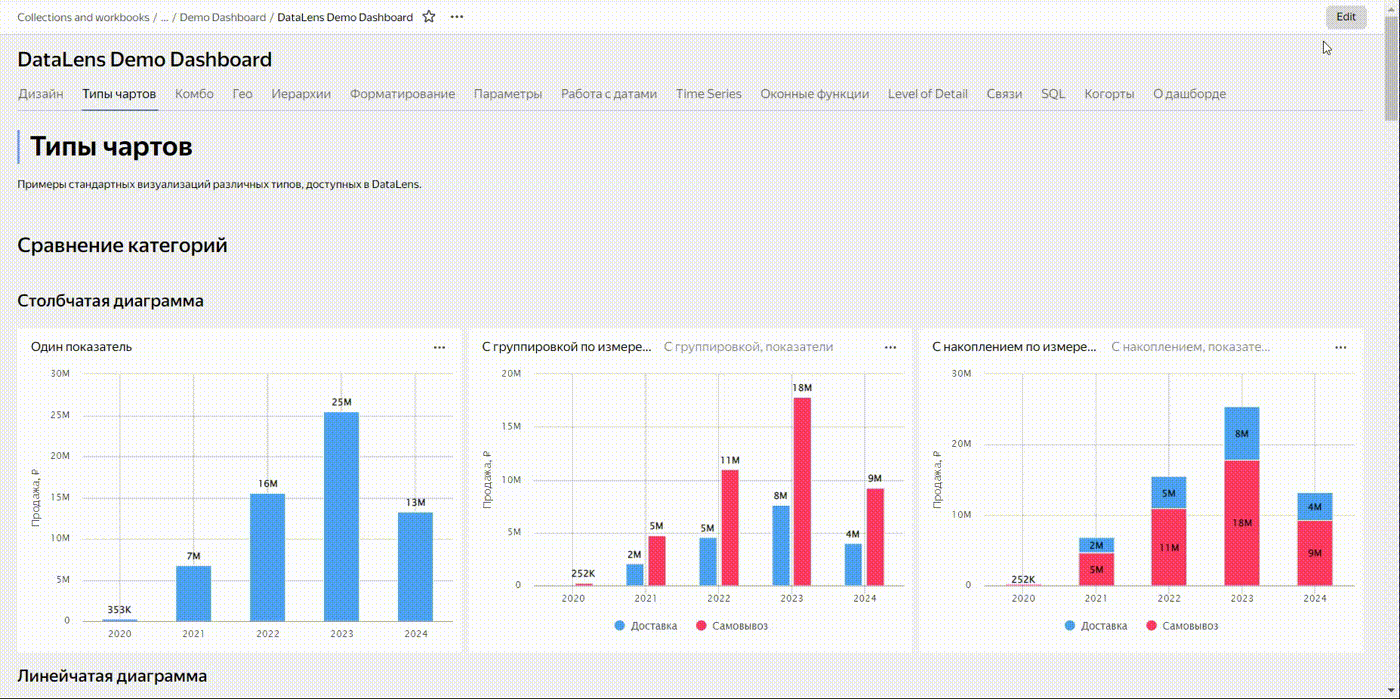 Collections and workbooks / ... / Demo Dashboard / DataLens Demo Dashboard
Edit
DataLens Demo Dashboard
Дизайн Типы чартов Комбо Гео Иерархии Форматирование Параметры Работа с датами Time Series Оконные функции Level of Detail Связи SQL Когорты О дашборде
Типы чартов
Примеры стандартных визуализаций различных типов, доступных в DataLens.
Сравнение категорий
Столбчатая диаграмма
Один показатель
Продажа, ₽
30M
25M
20M
15M
10M
5M
0
353K
7M
16M
25M
13M
2020 2021 2022 2023 2024
С группировкой по измере... С группировкой, показатели
Продажа, ₽
20M
15M
10M
5M
0
252K
2M
5M
5M
11M
8M
18M
4M
9M
2020 2021 2022 2023 2024
Доставка Самовывоз
С накоплением по измере... С накоплением, показате...
Продажа, ₽
30M
20M
10M
0
252K
2M
5M
5M
11M
8M
18M
4M
9M
2020 2021 2022 2023 2024
Доставка Самовывоз
Линейчатая диаграмма